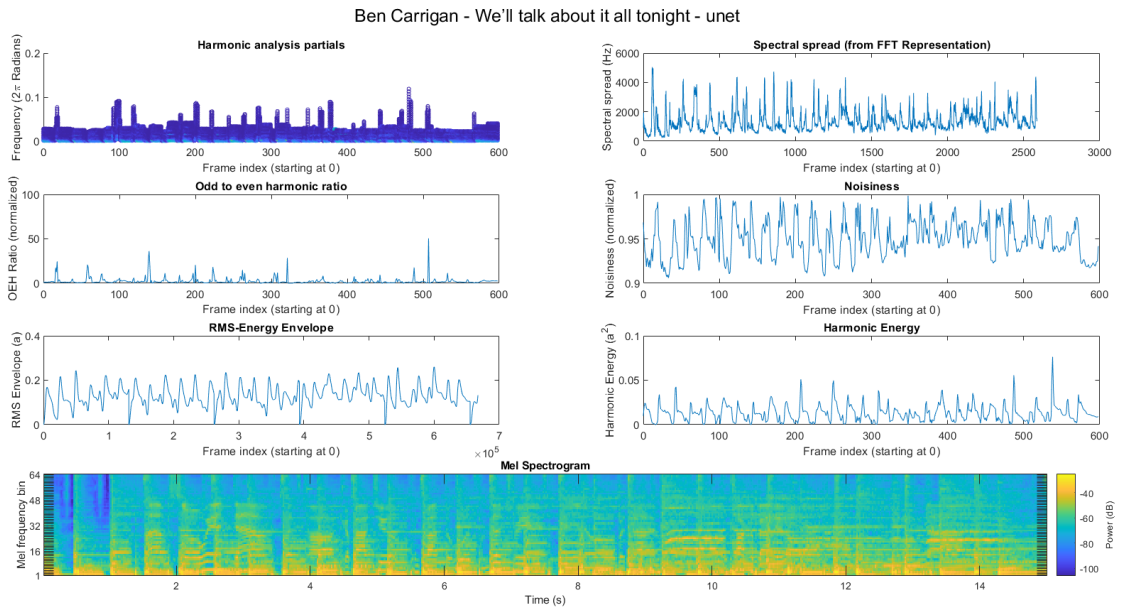 Ben Carrigan - We'll talk about it all tonight - unet
Harmonic analysis partials
Frequency (2π Radians)
0.2
0.1
0
0 100 200 300 400 500 600
Frame index (starting at 0)
Spectral spread (from FFT Representation)
Spectral spread (Hz)
6000
4000
2000
0
0 500 1000 1500 2000 2500 3000
Frame index (starting at 0)
Odd to even harmonic ratio
OEH Ratio (normalized)
100
50
0
0 100 200 300 400 500 600
Frame index (starting at 0)
Noisiness
Noisiness (normalized)
1
0.95
0.9
0 100 200 300 400 500 600
Frame index (starting at 0)
RMS-Energy Envelope
RMS Envelope (a)
0.4
0.2
0
0 1 2 3 4 5 6 7
Frame index (starting at 0)
×10⁵
Harmonic Energy
Harmonic Energy (a²)
0.1
0.05
0
0 100 200 300 400 500 600
Frame index (starting at 0)
Mel Spectrogram
Mel frequency bin
64
48
32
16
1
2 4 6 8 10 12 14
Time (s)
-40
-60
-80
-100
Power (dB)